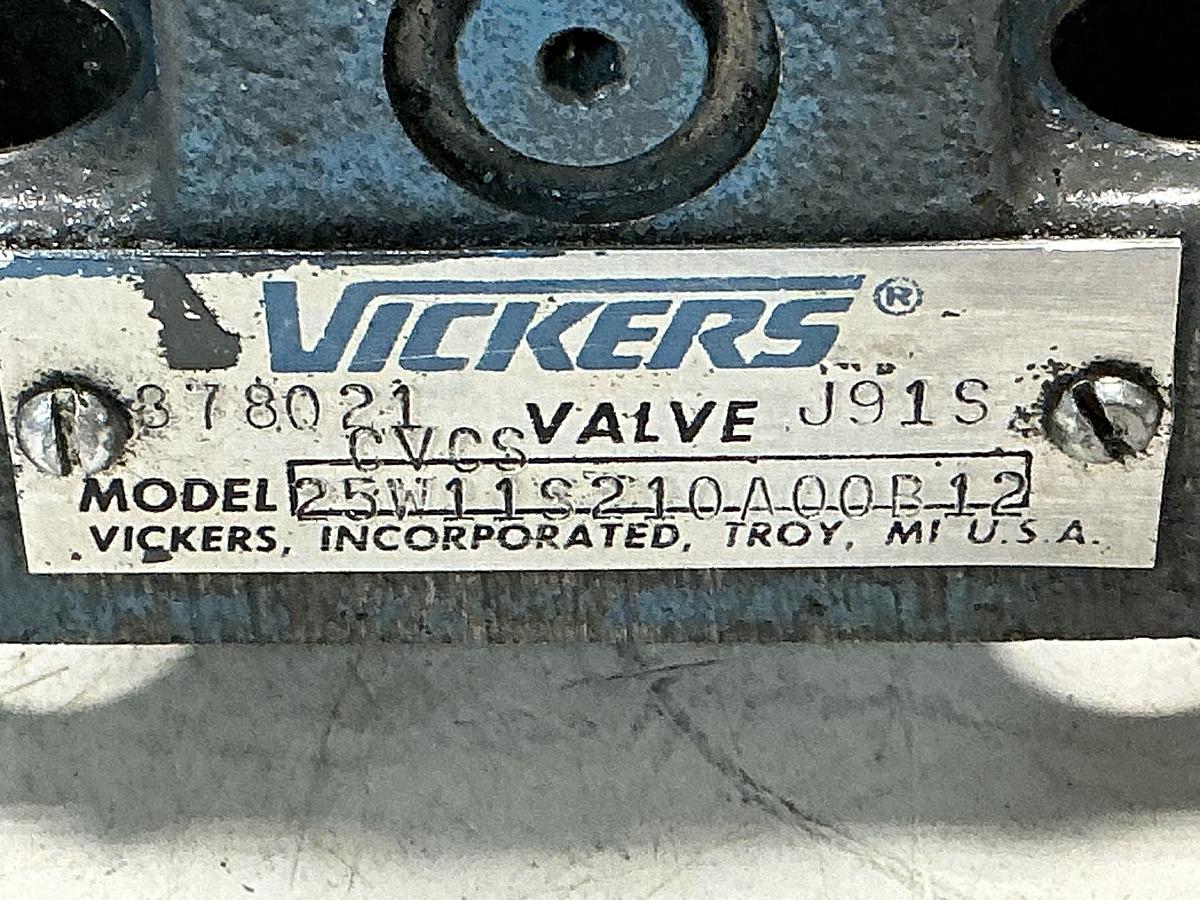 VICKERS®
378021 VALVE J91S
CVCS
MODEL 25W11S210A00B12
VICKERS, INCORPORATED, TROY, MI U.S.A.